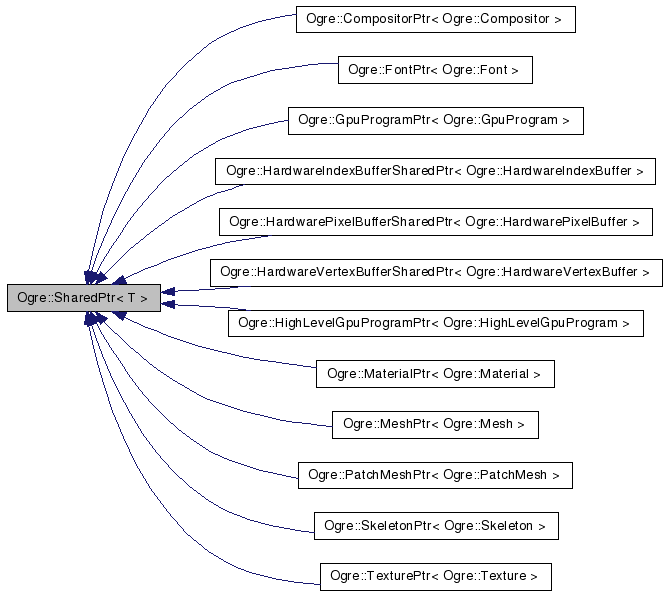 Ogre::CompositorPtr< Ogre::Compositor >
Ogre::FontPtr< Ogre::Font >
Ogre::GpuProgramPtr< Ogre::GpuProgram >
Ogre::HardwareIndexBufferSharedPtr< Ogre::HardwareIndexBuffer >
Ogre::HardwarePixelBufferSharedPtr< Ogre::HardwarePixelBuffer >
Ogre::HardwareVertexBufferSharedPtr< Ogre::HardwareVertexBuffer >
Ogre::SharedPtr< T >
Ogre::HighLevelGpuProgramPtr< Ogre::HighLevelGpuProgram >
Ogre::MaterialPtr< Ogre::Material >
Ogre::MeshPtr< Ogre::Mesh >
Ogre::PatchMeshPtr< Ogre::PatchMesh >
Ogre::SkeletonPtr< Ogre::Skeleton >
Ogre::TexturePtr< Ogre::Texture >